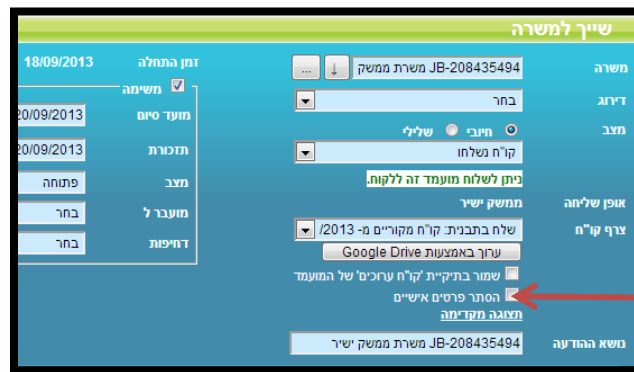 שייך למשרה
משרה
JB-208435494 משרת ממשק
...
דירוג
בחר
מצב
חיובי
שלילי
קו"ח נשלחו
ניתן לשלוח מועמד זה ללקוח.
אופן שליחה
ממשק ישיר
צרף קו"ח
שלח בתבנית: קו"ח מקוריים מ- 2013/
ערוך באמצעות Google Drive
שמור בתיקיית 'קו"ח ערוכים' של המועמד
הסתר פרטים אישיים
תצוגה מקדימה
נושא ההודעה
JB-208435494 משרת ממשק ישיר
זמן התחלה
18/09/2013
משימה
מועד סיום
20/09/2013
תזכורת
20/09/2013
מצב
פתוחה
מועבר ל
בחר
דחיפות
בחר